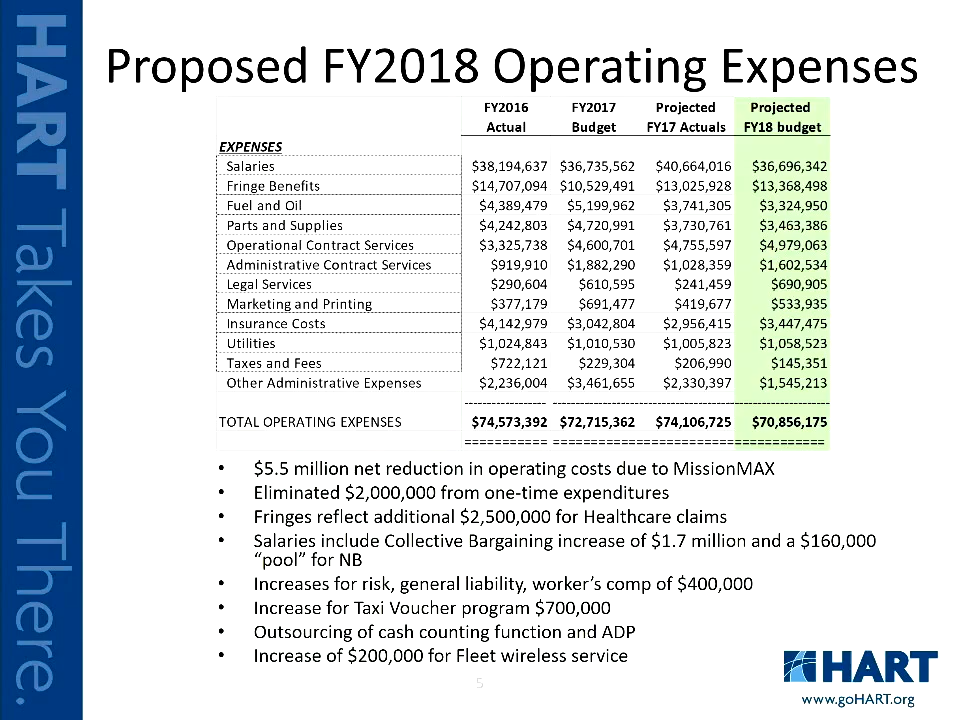 HART Takes You There.
Proposed FY2018 Operating Expenses
FY2016 FY2017 Projected Projected
Actual Budget FY17 Actuals FY18 budget
EXPENSES
Salaries $38,194,637 $36,735,562 $40,664,016 $36,696,342
Fringe Benefits $14,707,094 $10,529,491 $13,025,928 $13,368,498
Fuel and Oil $4,389,479 $5,199,962 $3,741,305 $3,324,950
Parts and Supplies $4,242,803 $4,720,991 $3,730,761 $3,463,386
Operational Contract Services $3,325,738 $4,600,701 $4,755,597 $4,979,063
Administrative Contract Services $919,910 $1,882,290 $1,028,359 $1,602,534
Legal Services $290,604 $610,595 $241,459 $690,905
Marketing and Printing $377,179 $691,477 $419,677 $533,935
Insurance Costs $4,142,979 $3,042,804 $2,956,415 $3,447,475
Utilities $1,024,843 $1,010,530 $1,005,823 $1,058,523
Taxes and Fees $722,121 $229,304 $206,990 $145,351
Other Administrative Expenses $2,236,004 $3,461,655 $2,330,397 $1,545,213
TOTAL OPERATING EXPENSES $74,573,392 $72,715,362 $74,106,725 $70,856,175
• $5.5 million net reduction in operating costs due to MissionMAX
• Eliminated $2,000,000 from one-time expenditures
• Fringes reflect additional $2,500,000 for Healthcare claims
• Salaries include Collective Bargaining increase of $1.7 million and a $160,000
“pool” for NB
• Increases for risk, general liability, worker’s comp of $400,000
• Increase for Taxi Voucher program $700,000
• Outsourcing of cash counting function and ADP
• Increase of $200,000 for Fleet wireless service
5
HART
www.goHART.org